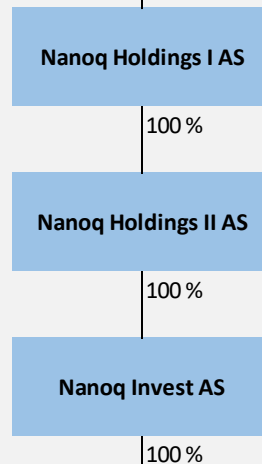 Nanoq Holdings I AS
100 %
Nanoq Holdings II AS
100 %
Nanoq Invest AS
100 %